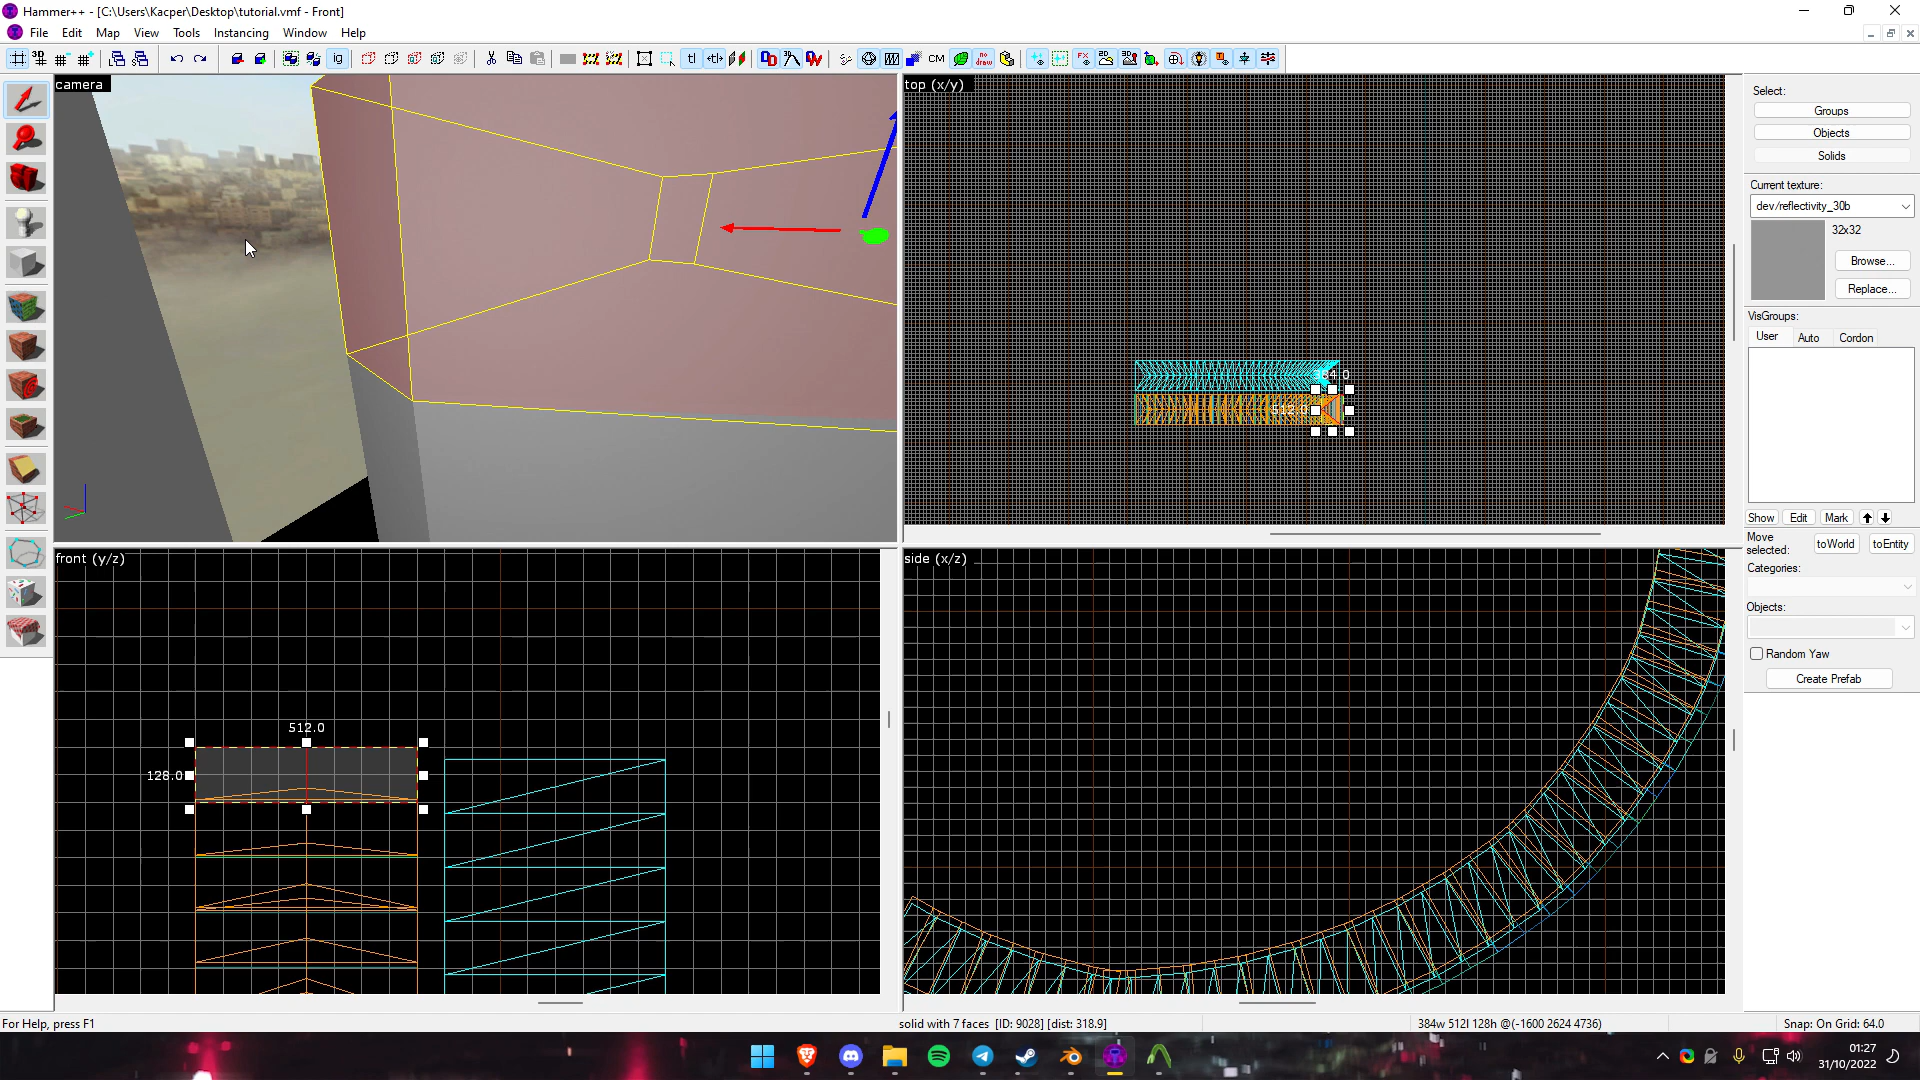 Hammer++ - [C:\Users\Kacper\Desktop\tutorial.vmf - Front]
File Edit Map View Tools Instancing Window Help
camera
top (x/y)
384.0
512.0
front (y/z)
512.0
128.0
side (x/z)
Select:
Groups
Objects
Solids
Current texture:
dev/reflectivity_30b
32x32
Browse...
Replace...
VisGroups:
User Auto Cordon
Show Edit Mark
Move selected: toWorld toEntity
Categories:
Objects:
Random Yaw
Create Prefab
For Help, press F1
solid with 7 faces [ID: 9028] [dist: 318.9]
384w 512l 128h @(-1600 2624 4736)
Snap: On Grid: 64.0
01:27
31/10/2022